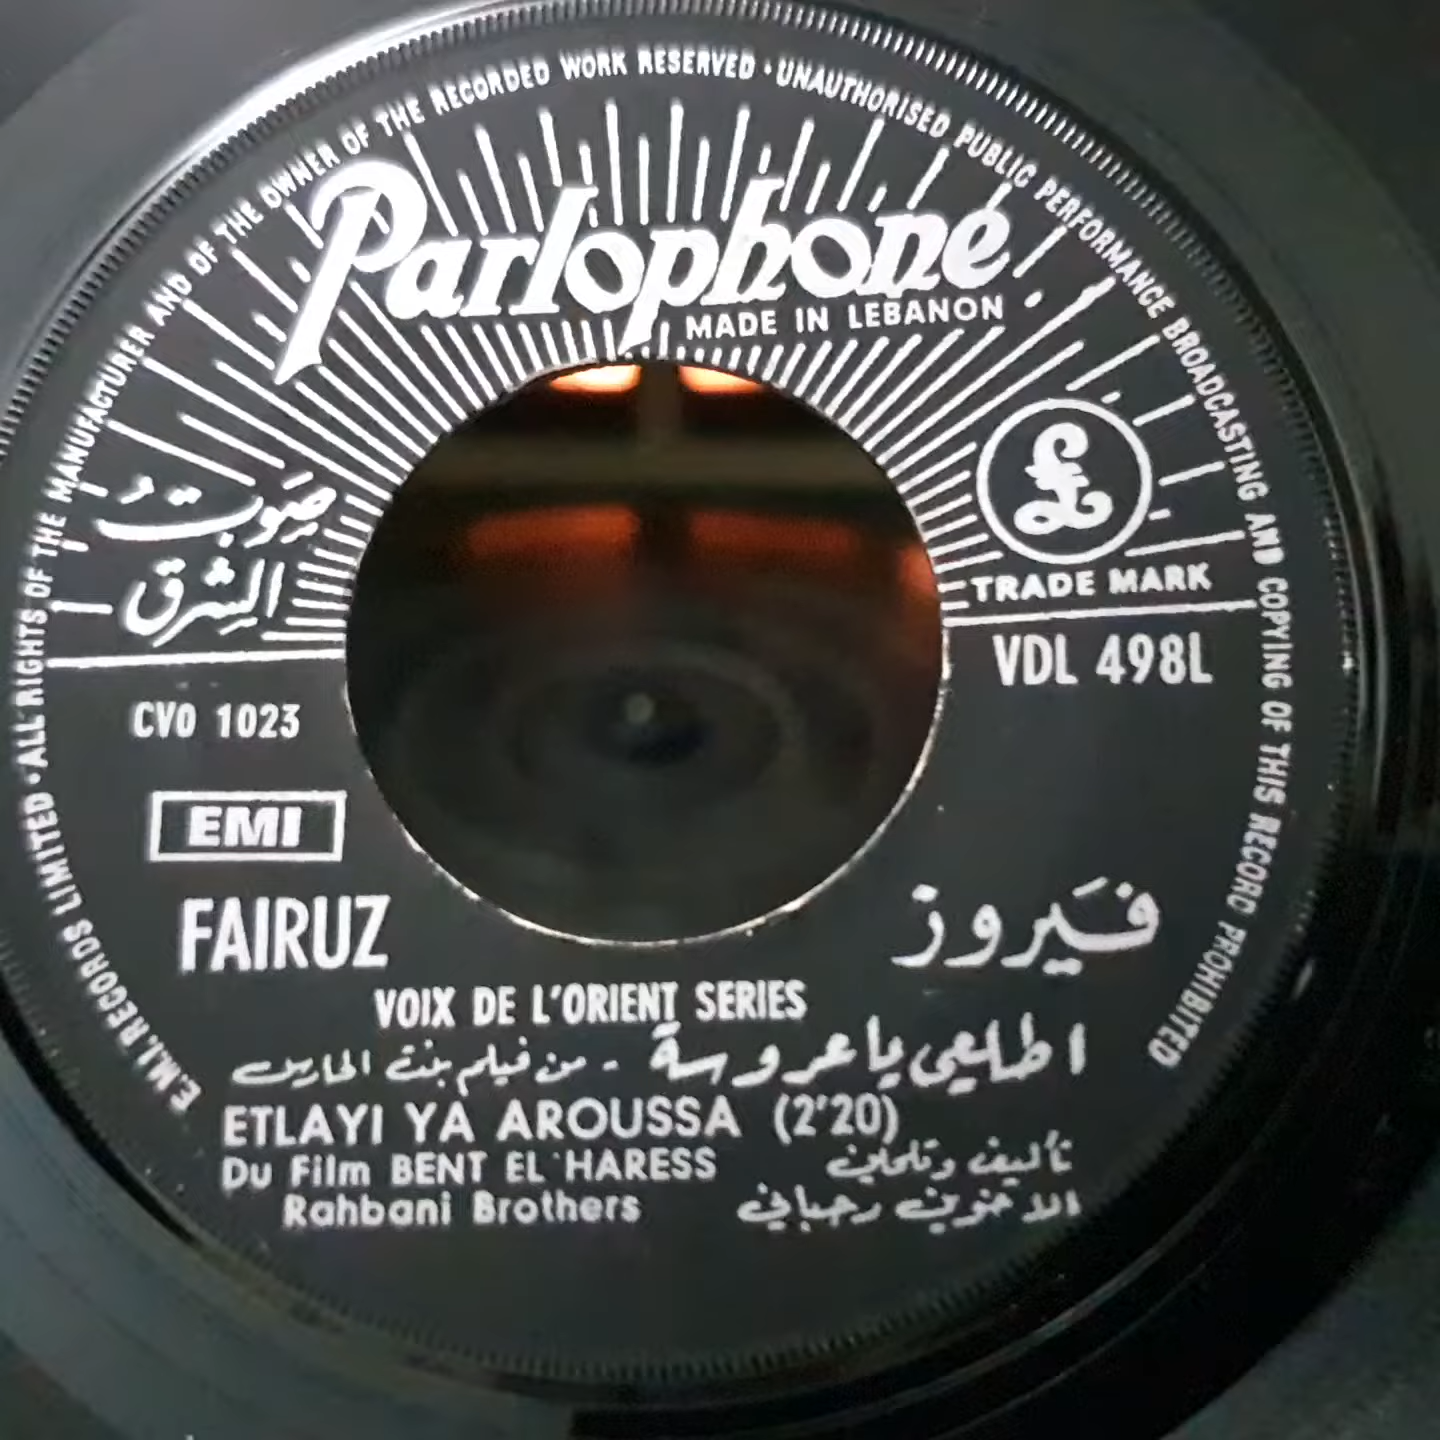 E.M.I. RECORDS LIMITED • ALL RIGHTS OF THE MANUFACTURER AND OF THE OWNER OF THE RECORDED WORK RESERVED • UNAUTHORISED PUBLIC PERFORMANCE BROADCASTING AND COPYING OF THIS RECORD PROHIBITED
Parlophone
MADE IN LEBANON
صَوتُ
الشرق
£
TRADE MARK
VDL 498L
CVO 1023
EMI
FAIRUZ
فَيروز
VOIX DE L'ORIENT SERIES
اطلعي يا عروسة - من فيلم بنت الحارس
ETLAYI YA AROUSSA (2'20)
Du Film BENT EL HARESS
تأليف وتلحين
Rahbani Brothers
الاخوين رحباني